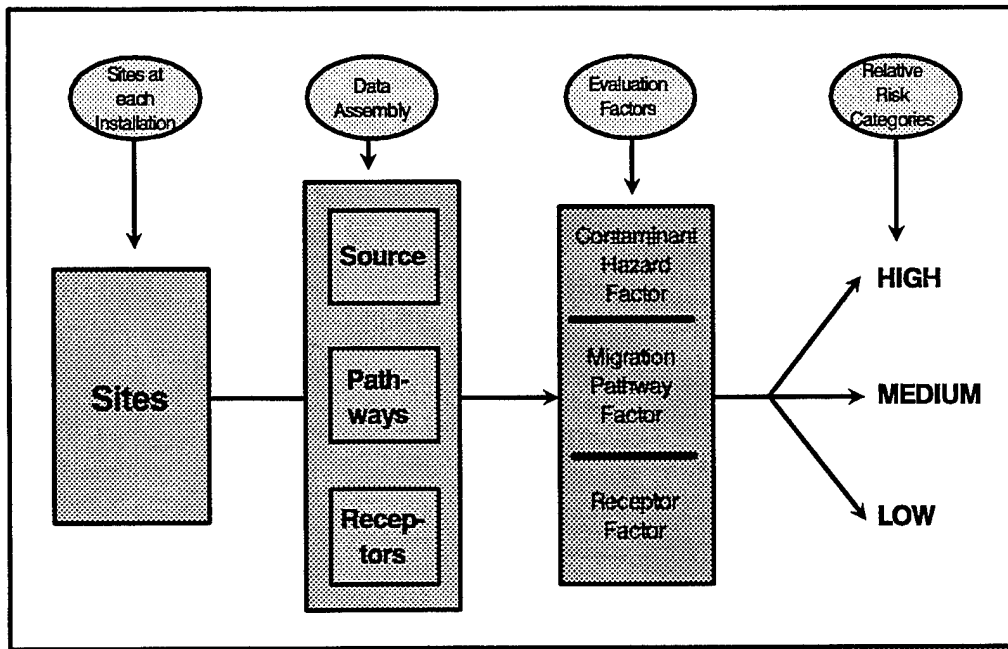 Sites at
each
Installation
Data
Assembly
Evaluation
Factors
Relative
Risk
Categories
Sites
Source
Path-
ways
Recep-
tors
Contaminant
Hazard
Factor
Migration
Pathway
Factor
Receptor
Factor
HIGH
MEDIUM
LOW